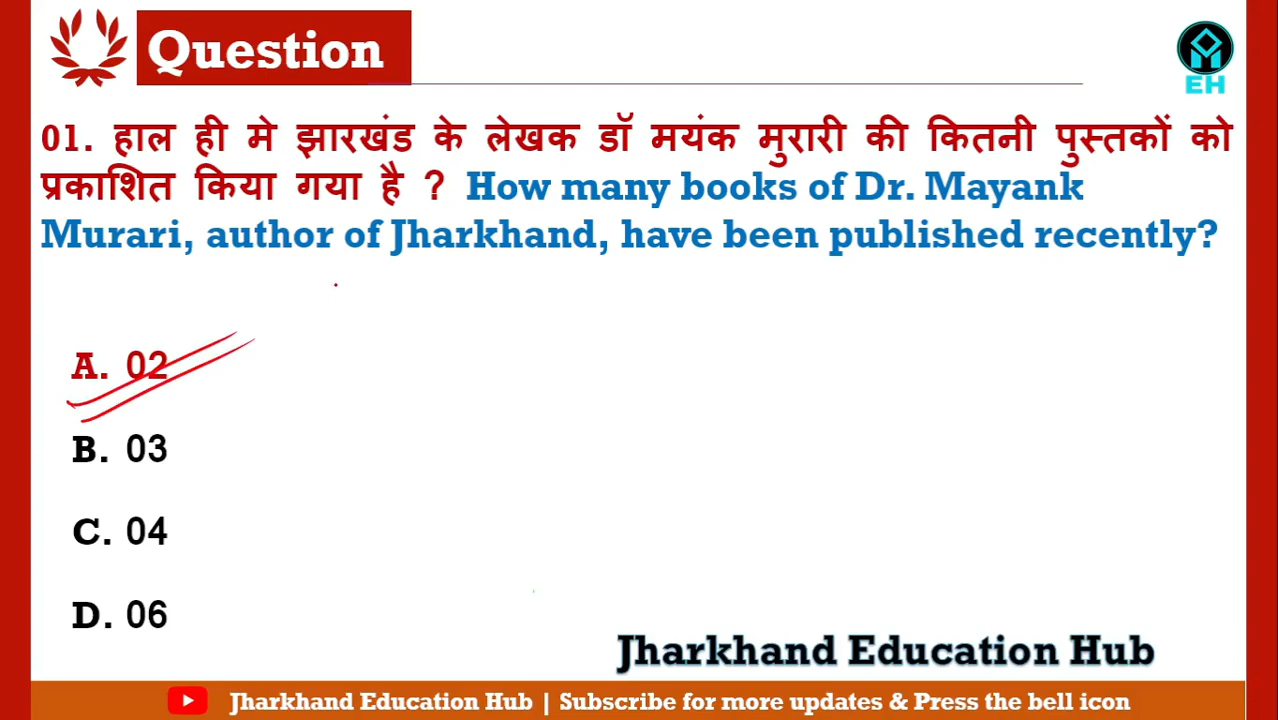 Question
EH
01. हाल ही मे झारखंड के लेखक डॉ मयंक मुरारी की कितनी पुस्तकों को
प्रकाशित किया गया है ? How many books of Dr. Mayank
Murari, author of Jharkhand, have been published recently?
A. 02
B. 03
C. 04
D. 06
Jharkhand Education Hub
Jharkhand Education Hub | Subscribe for more updates & Press the bell icon